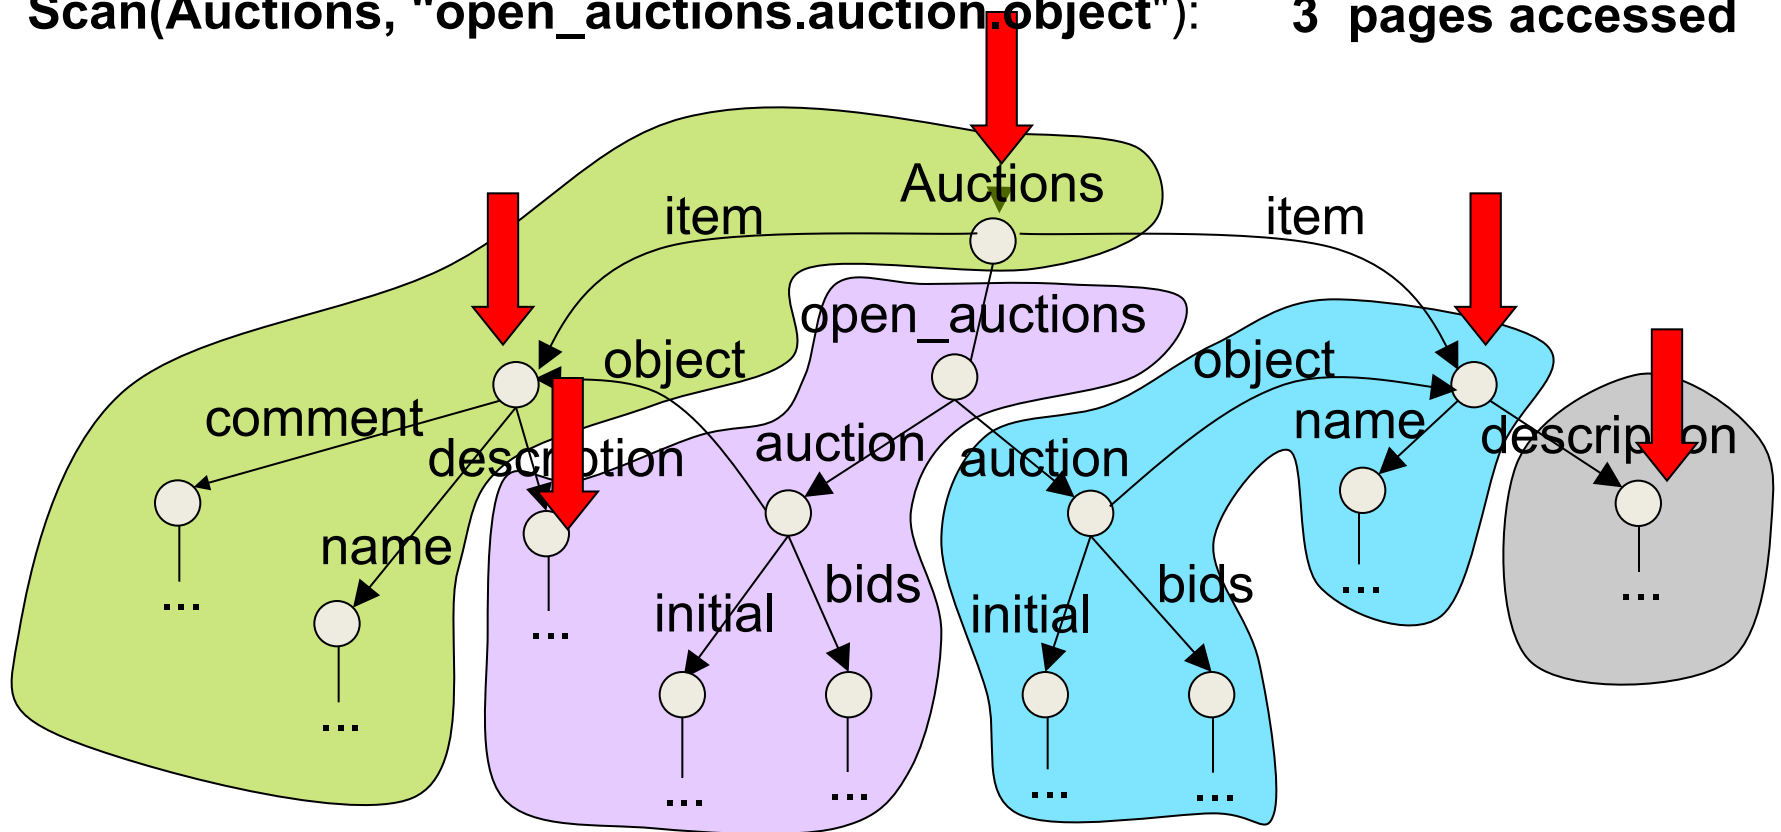 Scan(Auctions, "open_auctions.auction.object"): 3 pages accessed
Auctions
item
item
open_auctions
object
object
comment
name
description
auction
auction
description
name
bids
bids
initial
initial
...
...
...
...
...
...
...
...
...